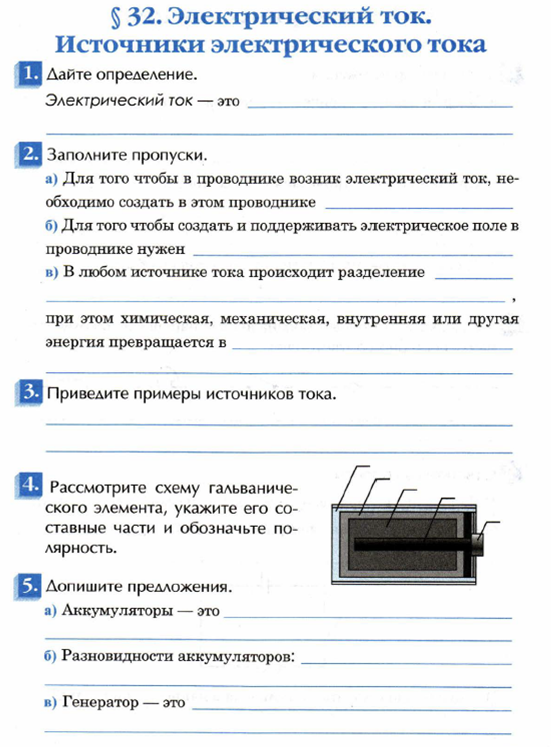 § 32. Электрический ток.
Источники электрического тока
1. Дайте определение.
Электрический ток — это
2. Заполните пропуски.
а) Для того чтобы в проводнике возник электрический ток, не-
обходимо создать в этом проводнике
б) Для того чтобы создать и поддерживать электрическое поле в
проводнике нужен
в) В любом источнике тока происходит разделение
,
при этом химическая, механическая, внутренняя или другая
энергия превращается в
3. Приведите примеры источников тока.
4. Рассмотрите схему гальваниче-
ского элемента, укажите его со-
ставные части и обозначьте по-
лярность.
5. Допишите предложения.
а) Аккумуляторы — это
б) Разновидности аккумуляторов:
в) Генератор — это